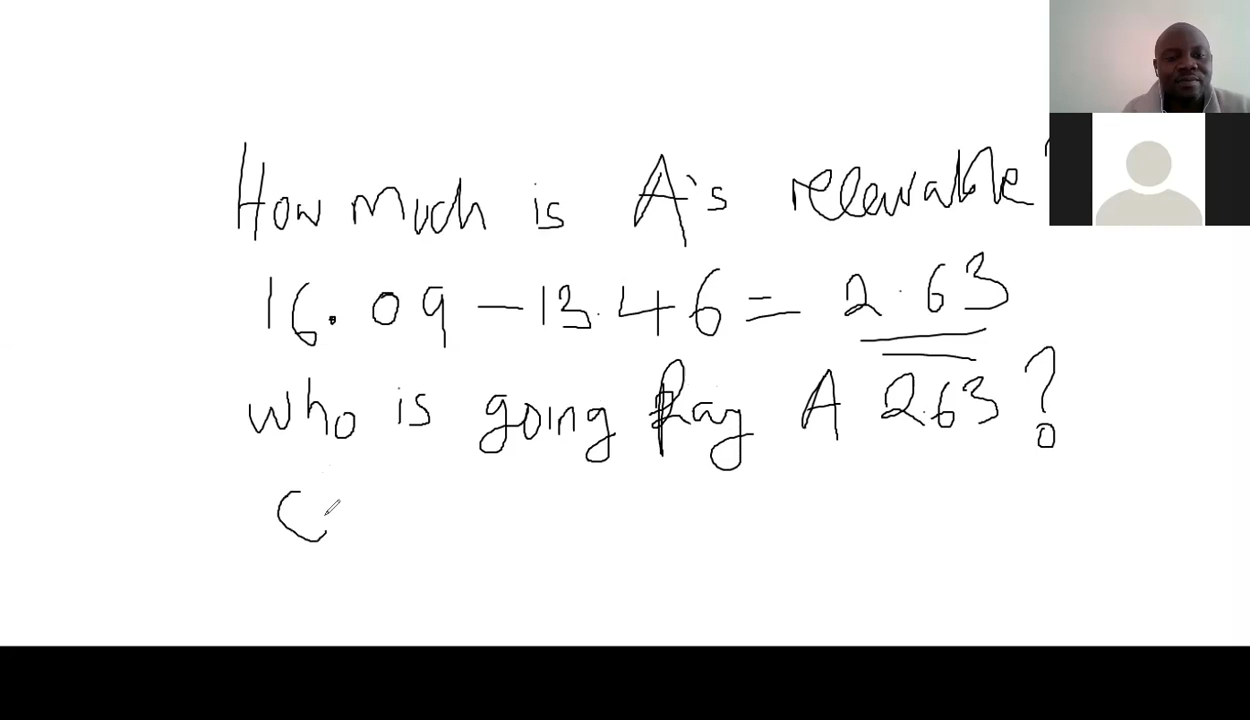 How much is A's receivable?
16.09 - 13.46 = 2.63
who is going Pay A 2.63?
C